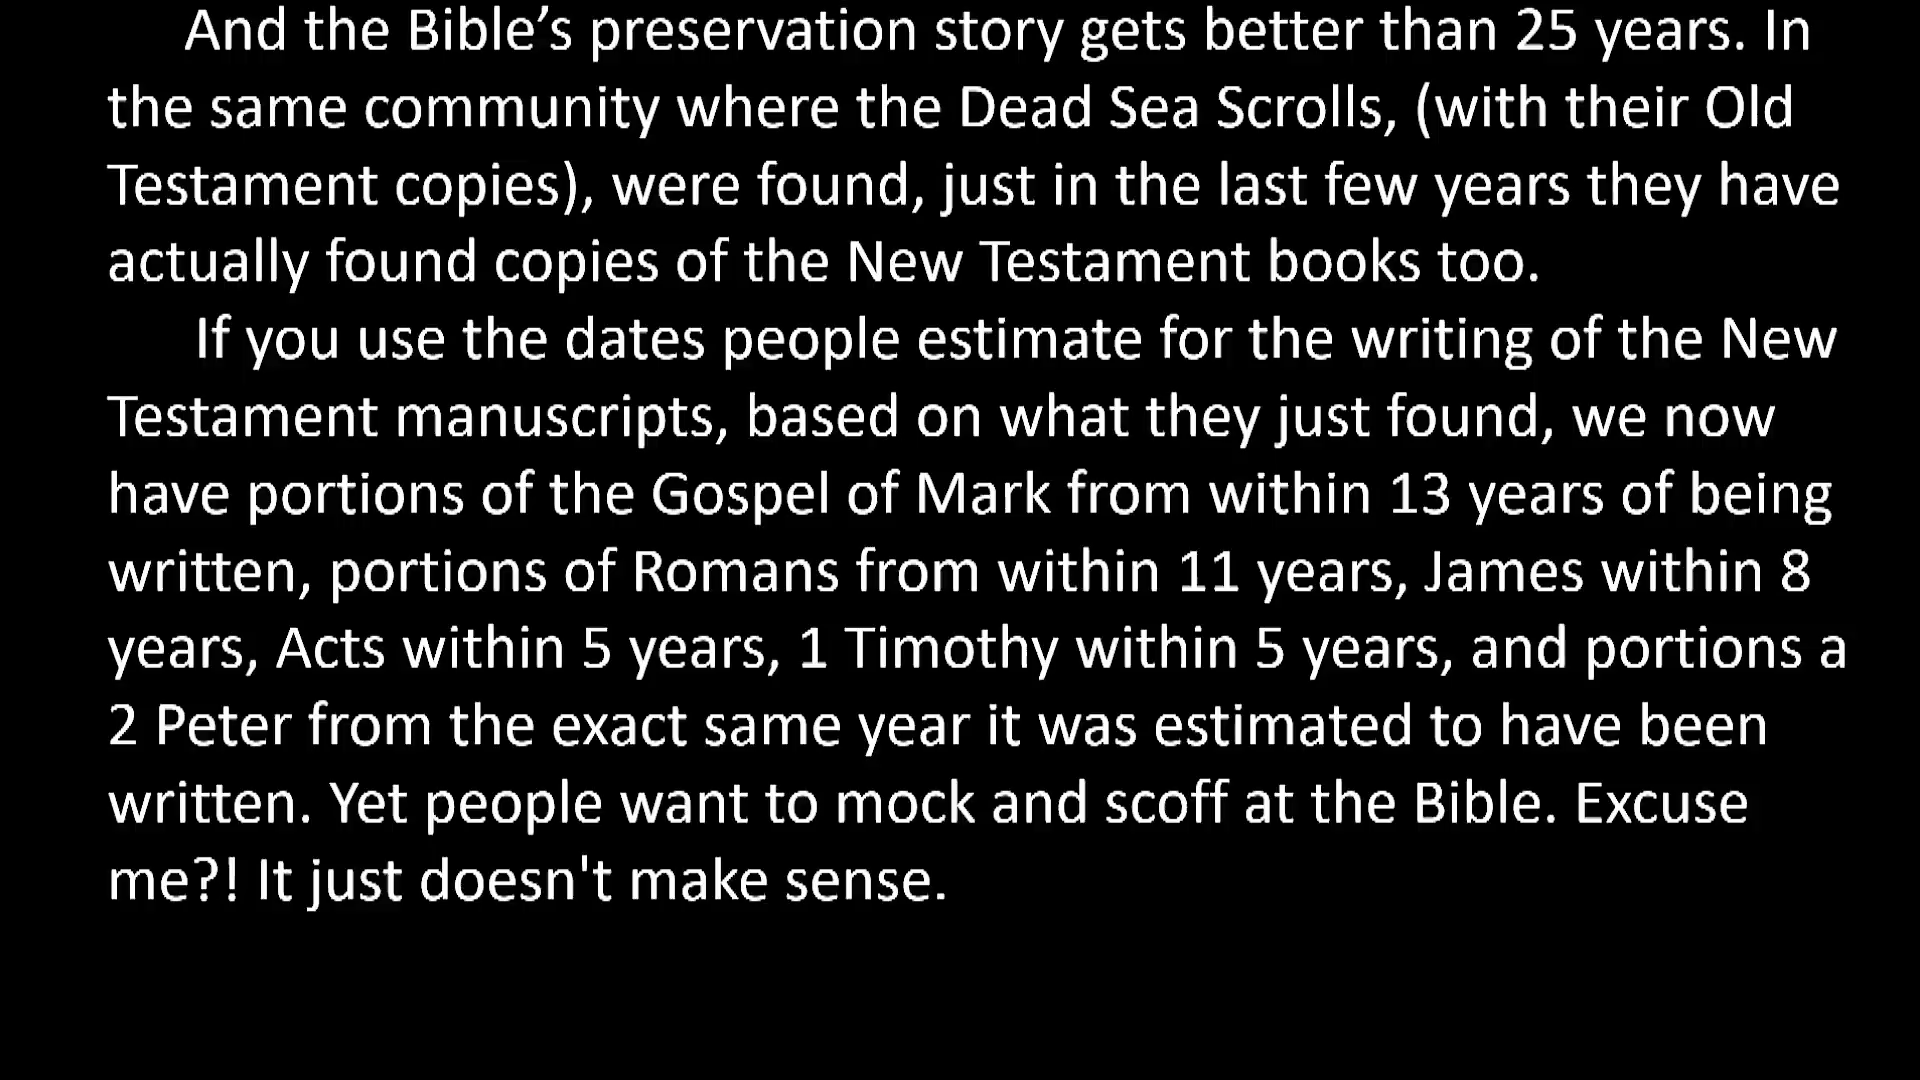 And the Bible’s preservation story gets better than 25 years. In
the same community where the Dead Sea Scrolls, (with their Old
Testament copies), were found, just in the last few years they have
actually found copies of the New Testament books too.
If you use the dates people estimate for the writing of the New
Testament manuscripts, based on what they just found, we now
have portions of the Gospel of Mark from within 13 years of being
written, portions of Romans from within 11 years, James within 8
years, Acts within 5 years, 1 Timothy within 5 years, and portions a
2 Peter from the exact same year it was estimated to have been
written. Yet people want to mock and scoff at the Bible. Excuse
me?! It just doesn't make sense.